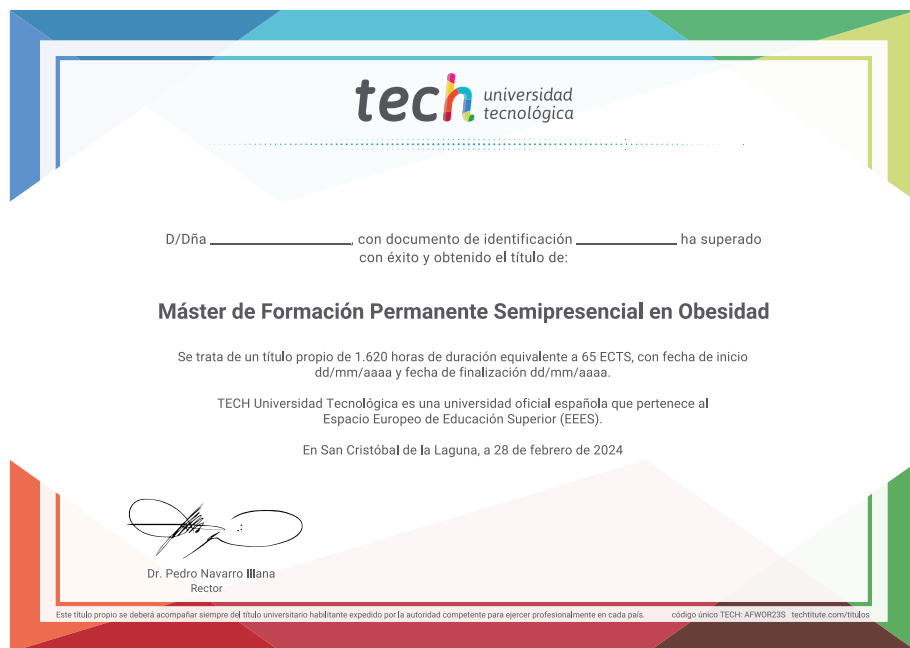 tech universidad
tecnológica
D/Dña ____________________, con documento de identificación ______________ ha superado
con éxito y obtenido el título de:
Máster de Formación Permanente Semipresencial en Obesidad
Se trata de un título propio de 1.620 horas de duración equivalente a 65 ECTS, con fecha de inicio
dd/mm/aaaa y fecha de finalización dd/mm/aaaa.
TECH Universidad Tecnológica es una universidad oficial española que pertenece al
Espacio Europeo de Educación Superior (EEES).
En San Cristóbal de la Laguna, a 28 de febrero de 2024
Dr. Pedro Navarro Illana
Rector
Este título propio se deberá acompañar siempre del título universitario habilitante expedido por la autoridad competente para ejercer profesionalmente en cada país. código único TECH: AFWOR23S techtitute.com/titulos